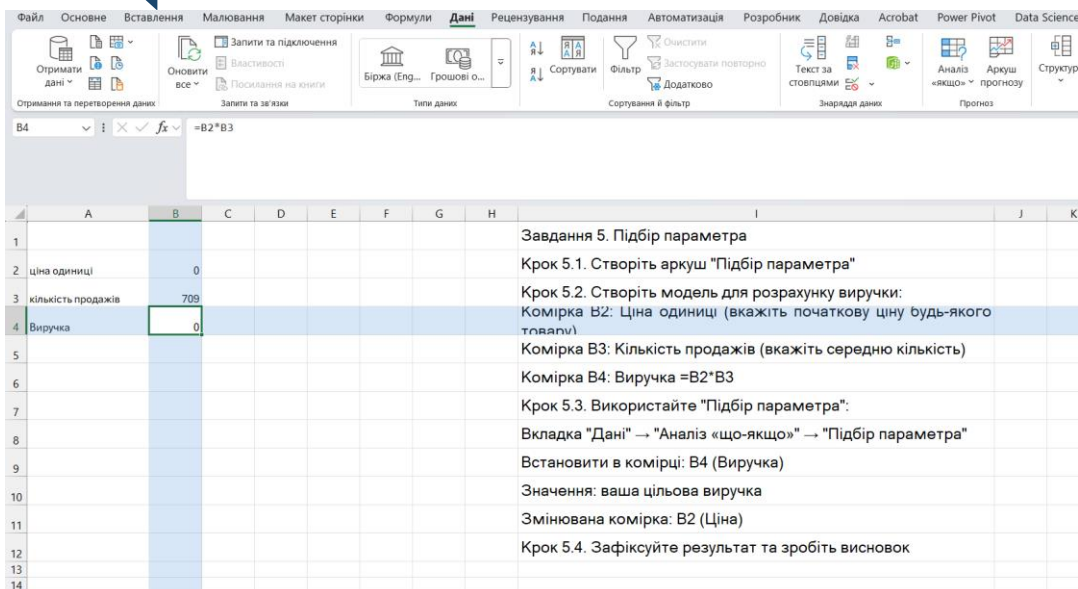 Файл Основне Вставлення Малювання Макет сторінки Формули Дані Рецензування Подання Автоматизація Розробник Довідка Acrobat Power Pivot Data Science
Отримати дані
Оновити все
Запити та підключення
Властивості
Посилання на книги
Біржа (Eng... Грошові о...
Сортувати
Фільтр
Очистити
Застосувати повторно
Додатково
Текст за стовпцями
Аналіз «якщо»
Аркуш прогнозу
Структур
Отримання та перетворення даних Запити та зв'язки Типи даних Сортування й фільтр Знаряддя даних Прогноз
B4 fx =B2*B3
A B C D E F G H I J K
1 Завдання 5. Підбір параметра
2 ціна одиниці 0 Крок 5.1. Створіть аркуш "Підбір параметра"
3 кількість продажів 709 Крок 5.2. Створіть модель для розрахунку виручки:
4 Виручка 0 Комірка B2: Ціна одиниці (вкажіть початкову ціну будь-якого
товару)
5 Комірка B3: Кількість продажів (вкажіть середню кількість)
6 Комірка B4: Виручка =B2*B3
7 Крок 5.3. Використайте "Підбір параметра":
8 Вкладка "Дані" → "Аналіз «що-якщо»" → "Підбір параметра"
9 Встановити в комірці: B4 (Виручка)
10 Значення: ваша цільова виручка
11 Змінювана комірка: B2 (Ціна)
12 Крок 5.4. Зафіксуйте результат та зробіть висновок
13
14